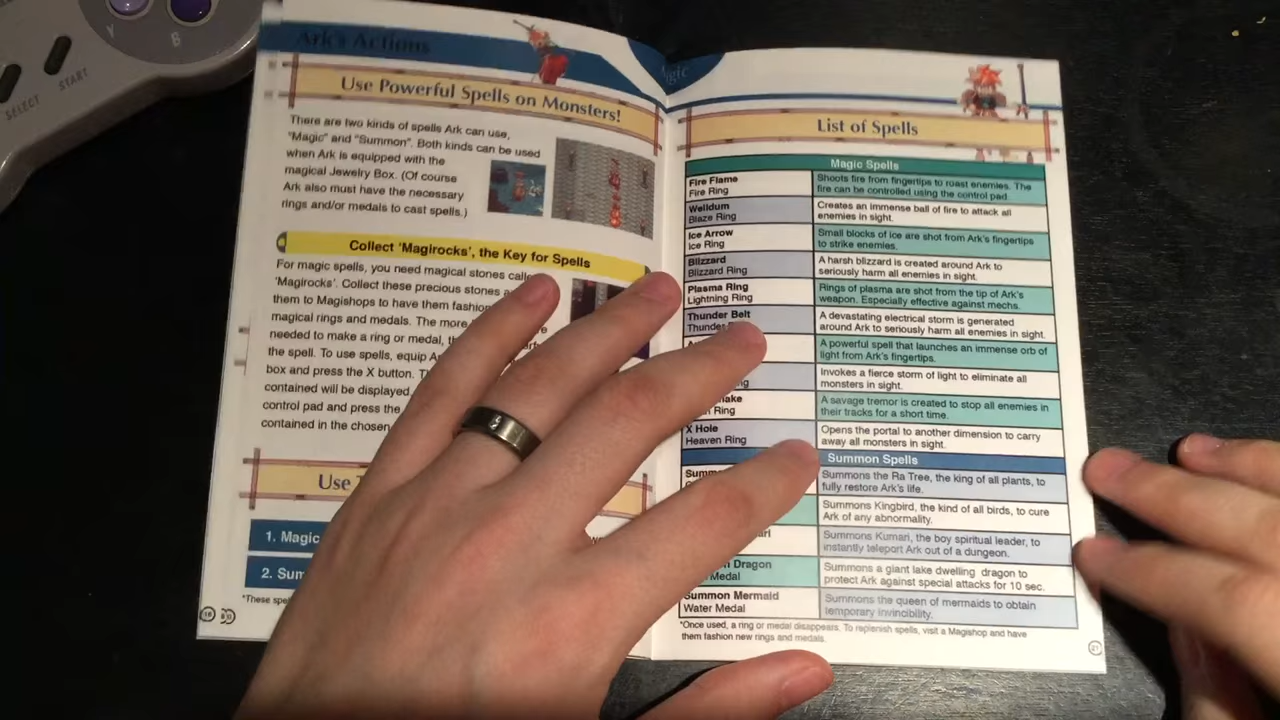 Y
B
SELECT
START
Ark's Actions
Use Powerful Spells on Monsters!
There are two kinds of spells Ark can use,
"Magic" and "Summon". Both kinds can be used
when Ark is equipped with the
magical Jewelry Box. (Of course
Ark also must have the necessary
rings and/or medals to cast spells.)
Collect 'Magirocks', the Key for Spells
For magic spells, you need magical stones
'Magirocks'. Collect these precious stones
them to Magishops to have them
magical rings and medals. The more
needed to make a ring or medal,
the spell. To use spells, equip
box and press the X button.
contained will be displayed.
control pad and press the
contained in the chosen
Use
1. Magic
2.
*These
List of Spells
Magic Spells
Fire Flame
Fire Ring
Shoots fire from fingertips to roast enemies. The
fire can be controlled using the control pad.
Welldum
Blaze Ring
Creates an immense ball of fire to attack all
enemies in sight.
Ice Arrow
Ice Ring
Small blocks of ice are shot from Ark's fingertips
to strike enemies.
Blizzard
Blizzard Ring
A harsh blizzard is created around Ark to
seriously harm all enemies in sight.
Plasma Ring
Lightning Ring
Rings of plasma are shot from the tip of Ark's
weapon. Especially effective against mechs.
Thunder Belt
Thunder
A devastating electrical storm is generated
around Ark to seriously harm all enemies in sight.
A powerful spell that launches an immense orb of
light from Ark's fingertips.
Invokes a fierce storm of light to eliminate all
monsters in sight.
Ring
A savage tremor is created to stop all enemies in
their tracks for a short time.
X Hole
Heaven Ring
Opens the portal to another dimension to carry
away all monsters in sight.
Summon Spells
Summons the Ra Tree, the king of all plants, to
fully restore Ark's life.
Summons Kingbird, the kind of all birds, to cure
Ark of any abnormality.
Summons Kumari, the boy spiritual leader, to
instantly teleport Ark out of a dungeon.
Dragon
Medal
Summons a giant lake dwelling dragon to
protect Ark against special attacks for 10 sec.
Summon Mermaid
Water Medal
Summons the queen of mermaids to obtain
temporary invincibility.
*Once used, a ring or medal disappears. To replenish spells, visit a Magishop and have
them fashion new rings and medals.
21